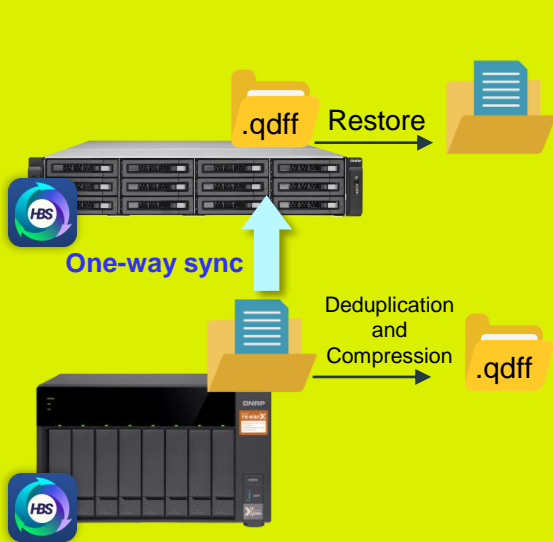 .qdff
Restore
HBS
One-way sync
Deduplication
and
Compression
.qdff
QNAP
HBS